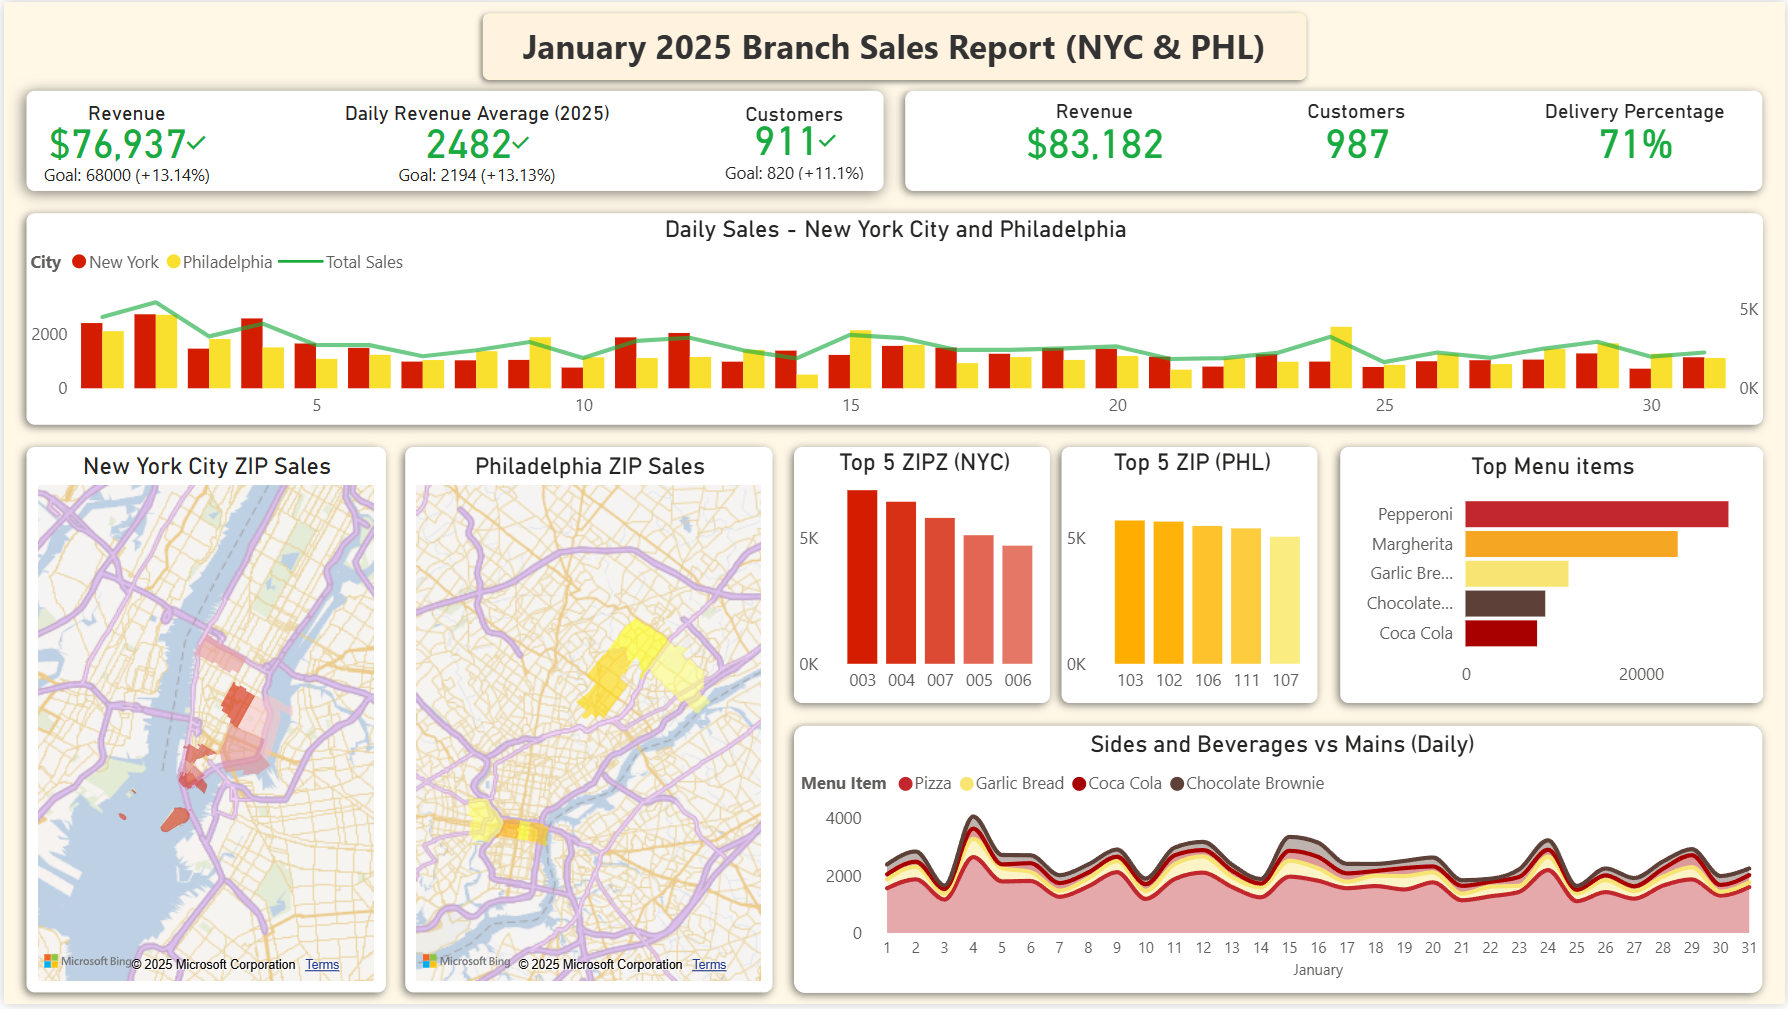 January 2025 Branch Sales Report (NYC & PHL)
Revenue
$76,937
Goal: 68000 (+13.14%)
Daily Revenue Average (2025)
2482
Goal: 2194 (+13.13%)
Customers
911
Goal: 820 (+11.1%)
Revenue
$83,182
Customers
987
Delivery Percentage
71%
Daily Sales - New York City and Philadelphia
City New York Philadelphia Total Sales
2000
0
5K
0K
5 10 15 20 25 30
New York City ZIP Sales
Microsoft Bing
© 2025 Microsoft Corporation Terms
Philadelphia ZIP Sales
Microsoft Bing
© 2025 Microsoft Corporation Terms
Top 5 ZIPZ (NYC)
5K
0K
003 004 007 005 006
Top 5 ZIP (PHL)
5K
0K
103 102 106 111 107
Top Menu items
Pepperoni
Margherita
Garlic Bre...
Chocolate...
Coca Cola
0 20000
Sides and Beverages vs Mains (Daily)
Menu Item Pizza Garlic Bread Coca Cola Chocolate Brownie
4000
2000
0
1 2 3 4 5 6 7 8 9 10 11 12 13 14 15 16 17 18 19 20 21 22 23 24 25 26 27 28 29 30 31
January